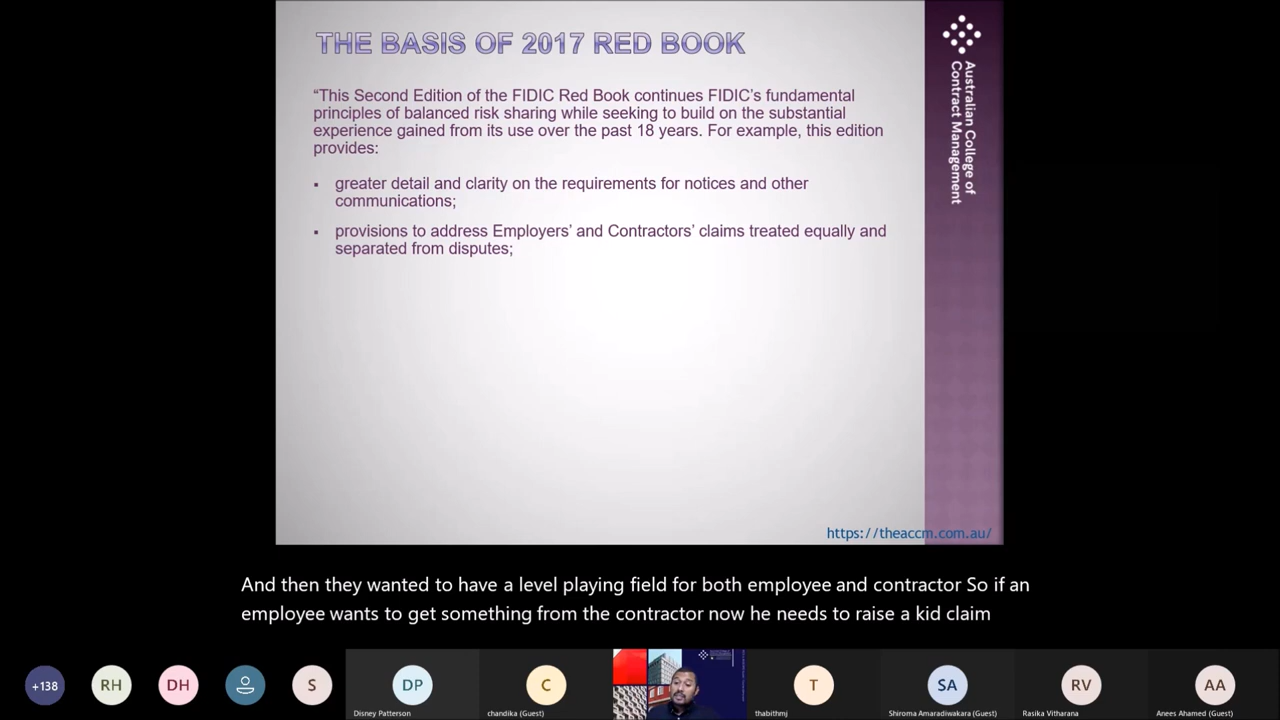 THE BASIS OF 2017 RED BOOK
“This Second Edition of the FIDIC Red Book continues FIDIC’s fundamental
principles of balanced risk sharing while seeking to build on the substantial
experience gained from its use over the past 18 years. For example, this edition
provides:
▪ greater detail and clarity on the requirements for notices and other
communications;
▪ provisions to address Employers’ and Contractors’ claims treated equally and
separated from disputes;
Australian College of
Contract Management
https://theaccm.com.au/
And then they wanted to have a level playing field for both employee and contractor So if an
employee wants to get something from the contractor now he needs to raise a kid claim
+138
RH
DH
S
DP
Disney Patterson
C
chandika (Guest)
T
thabithmj
SA
Shiroma Amaradiwakara (Guest)
RV
Rasika Vitharana
AA
Anees Ahamed (Guest)